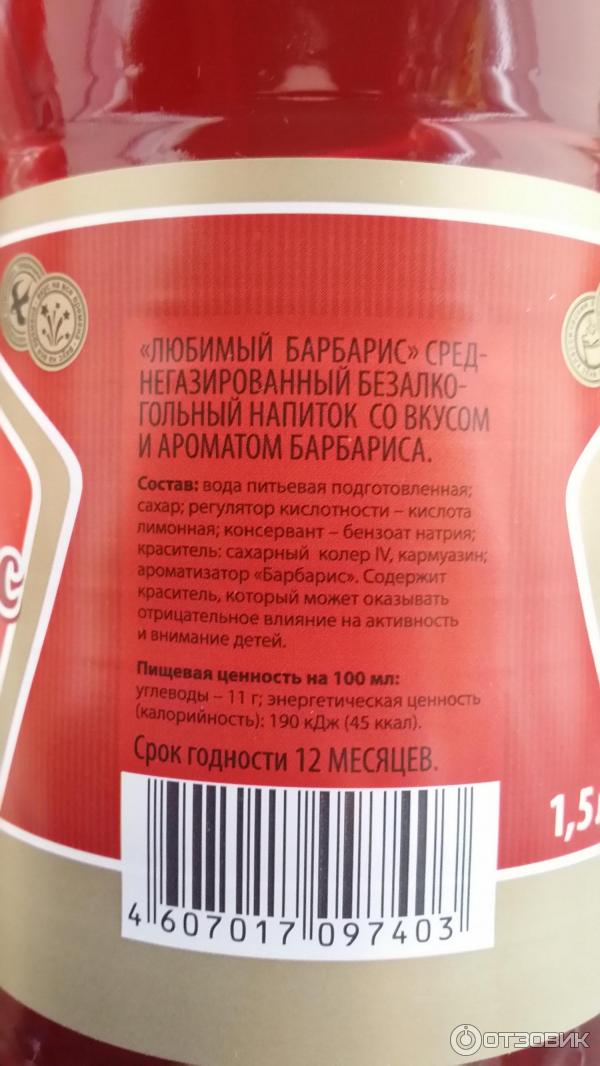 «ЛЮБИМЫЙ БАРБАРИС» СРЕД-
НЕГАЗИРОВАННЫЙ БЕЗАЛКО-
ГОЛЬНЫЙ НАПИТОК СО ВКУСОМ
И АРОМАТОМ БАРБАРИСА.
Состав: вода питьевая подготовленная;
сахар; регулятор кислотности – кислота
лимонная; консервант – бензоат натрия;
краситель: сахарный колер IV, кармуазин;
ароматизатор «Барбарис». Содержит
краситель, который может оказывать
отрицательное влияние на активность
и внимание детей.
Пищевая ценность на 100 мл:
углеводы – 11 г; энергетическая ценность
(калорийность): 190 кДж (45 ккал).
Срок годности 12 МЕСЯЦЕВ.
1,5
4 607017 097403
ОТЗОВИК